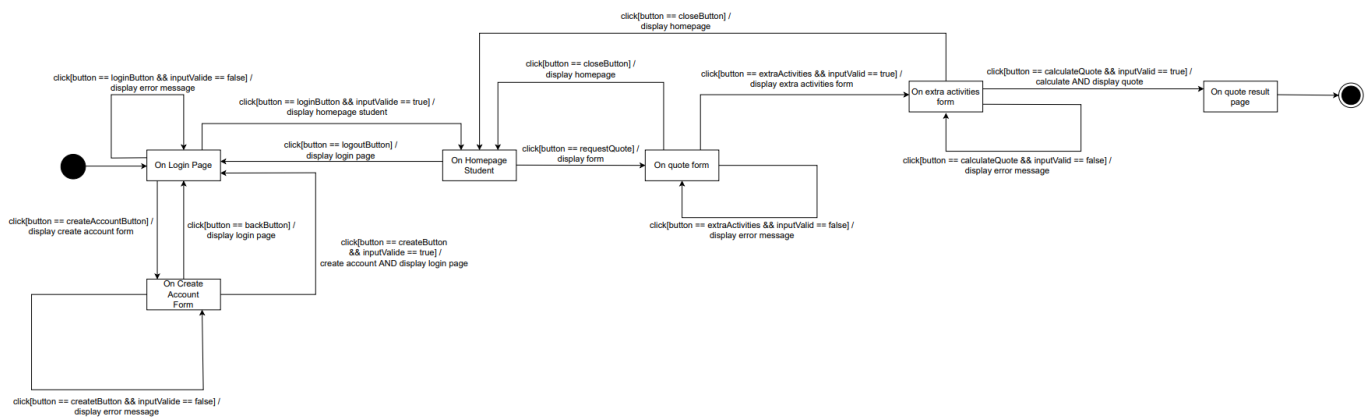 click[button == closeButton] /
display homepage
click[button == closeButton] /
display homepage
click[button == loginButton && inputValide == false] /
display error message
click[button == extraActivities && inputValid == true] /
display extra activities form
click[button == calculateQuote && inputValid == true] /
calculate AND display quote
click[button == loginButton && inputValide == true] /
display homepage student
On extra activities
form
On quote result
page
click[button == logoutButton] /
display login page
click[button == requestQuote] /
display form
On Login Page
On Homepage
Student
On quote form
click[button == calculateQuote && inputValid == false] /
display error message
click[button == createAccountButton] /
display create account form
click[button == backButton] /
display login page
click[button == extraActivities && inputValid == false] /
display error message
click[button == createButton
&& inputValide == true] /
create account AND display login page
On Create
Account
Form
click[button == createtButton && inputValide == false] /
display error message